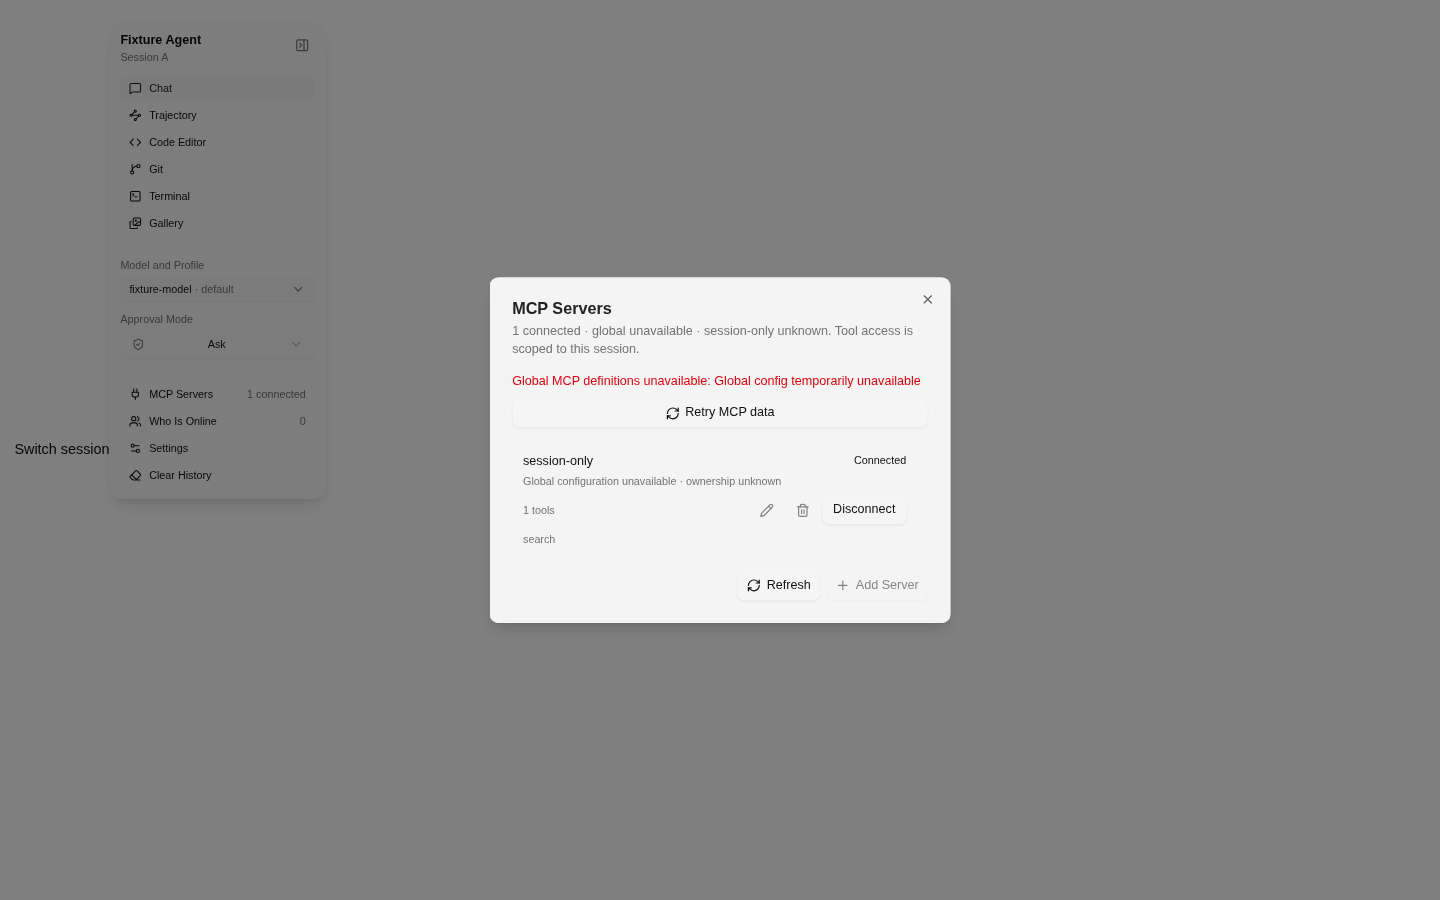 Fixture Agent
Session A
Chat
Trajectory
Code Editor
Git
Terminal
Gallery
Model and Profile
fixture-model · default
Approval Mode
Ask
MCP Servers 1 connected
Who Is Online 0
Switch session
Settings
Clear History
MCP Servers
1 connected · global unavailable · session-only unknown. Tool access is
scoped to this session.
Global MCP definitions unavailable: Global config temporarily unavailable
Retry MCP data
session-only Connected
Global configuration unavailable · ownership unknown
1 tools Disconnect
search
Refresh Add Server